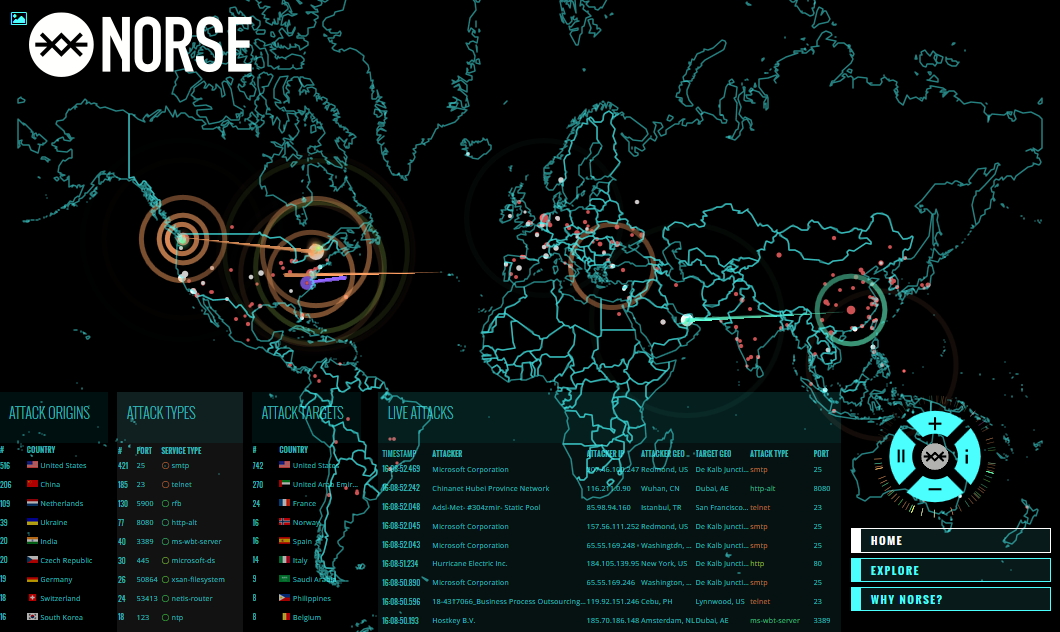 NORSE
ATTACK ORIGINS
# COUNTRY
516 United States
206 China
109 Netherlands
39 Ukraine
20 India
20 Czech Republic
19 Germany
18 Switzerland
16 South Korea
ATTACK TYPES
# PORT SERVICE TYPE
421 25 smtp
185 23 telnet
130 5900 rfb
77 8080 http-alt
40 3389 ms-wbt-server
30 445 microsoft-ds
26 50864 xsan-filesystem
24 53413 netis-router
18 123 ntp
ATTACK TARGETS
# COUNTRY
742 United States
270 United Arab Emir...
24 France
16 Norway
16 Spain
14 Italy
9 Saudi Arabia
8 Philippines
8 Belgium
LIVE ATTACKS
TIMESTAMP ATTACKER ATTACKER IP ATTACKER GEO TARGET GEO ATTACK TYPE PORT
16:08:52.469 Microsoft Corporation 207.46.100.247 Redmond, US De Kalb Juncti... smtp 25
16:08:52.242 Chinanet Hubei Province Network 116.211.0.90 Wuhan, CN Dubai, AE http-alt 8080
16:08:52.048 Adsl-Met- #304zmir- Static Pool 85.98.94.160 Istanbul, TR San Francisco... telnet 23
16:08:52.045 Microsoft Corporation 157.56.111.252 Redmond, US De Kalb Juncti... smtp 25
16:08:52.043 Microsoft Corporation 65.55.169.248 Washington, ... De Kalb Juncti... smtp 25
16:08:51.234 Hurricane Electric Inc. 184.105.139.95 New York, US De Kalb Juncti... http 80
16:08:50.890 Microsoft Corporation 65.55.169.246 Washington, ... De Kalb Juncti... smtp 25
16:08:50.596 18-4317066_Business Process Outsourcing... 119.92.151.246 Cebu, PH Lynnwood, US telnet 23
16:08:50.193 Hostkey B.V. 185.70.186.148 Amsterdam, NL Dubai, AE ms-wbt-server 3389
HOME
EXPLORE
WHY NORSE?